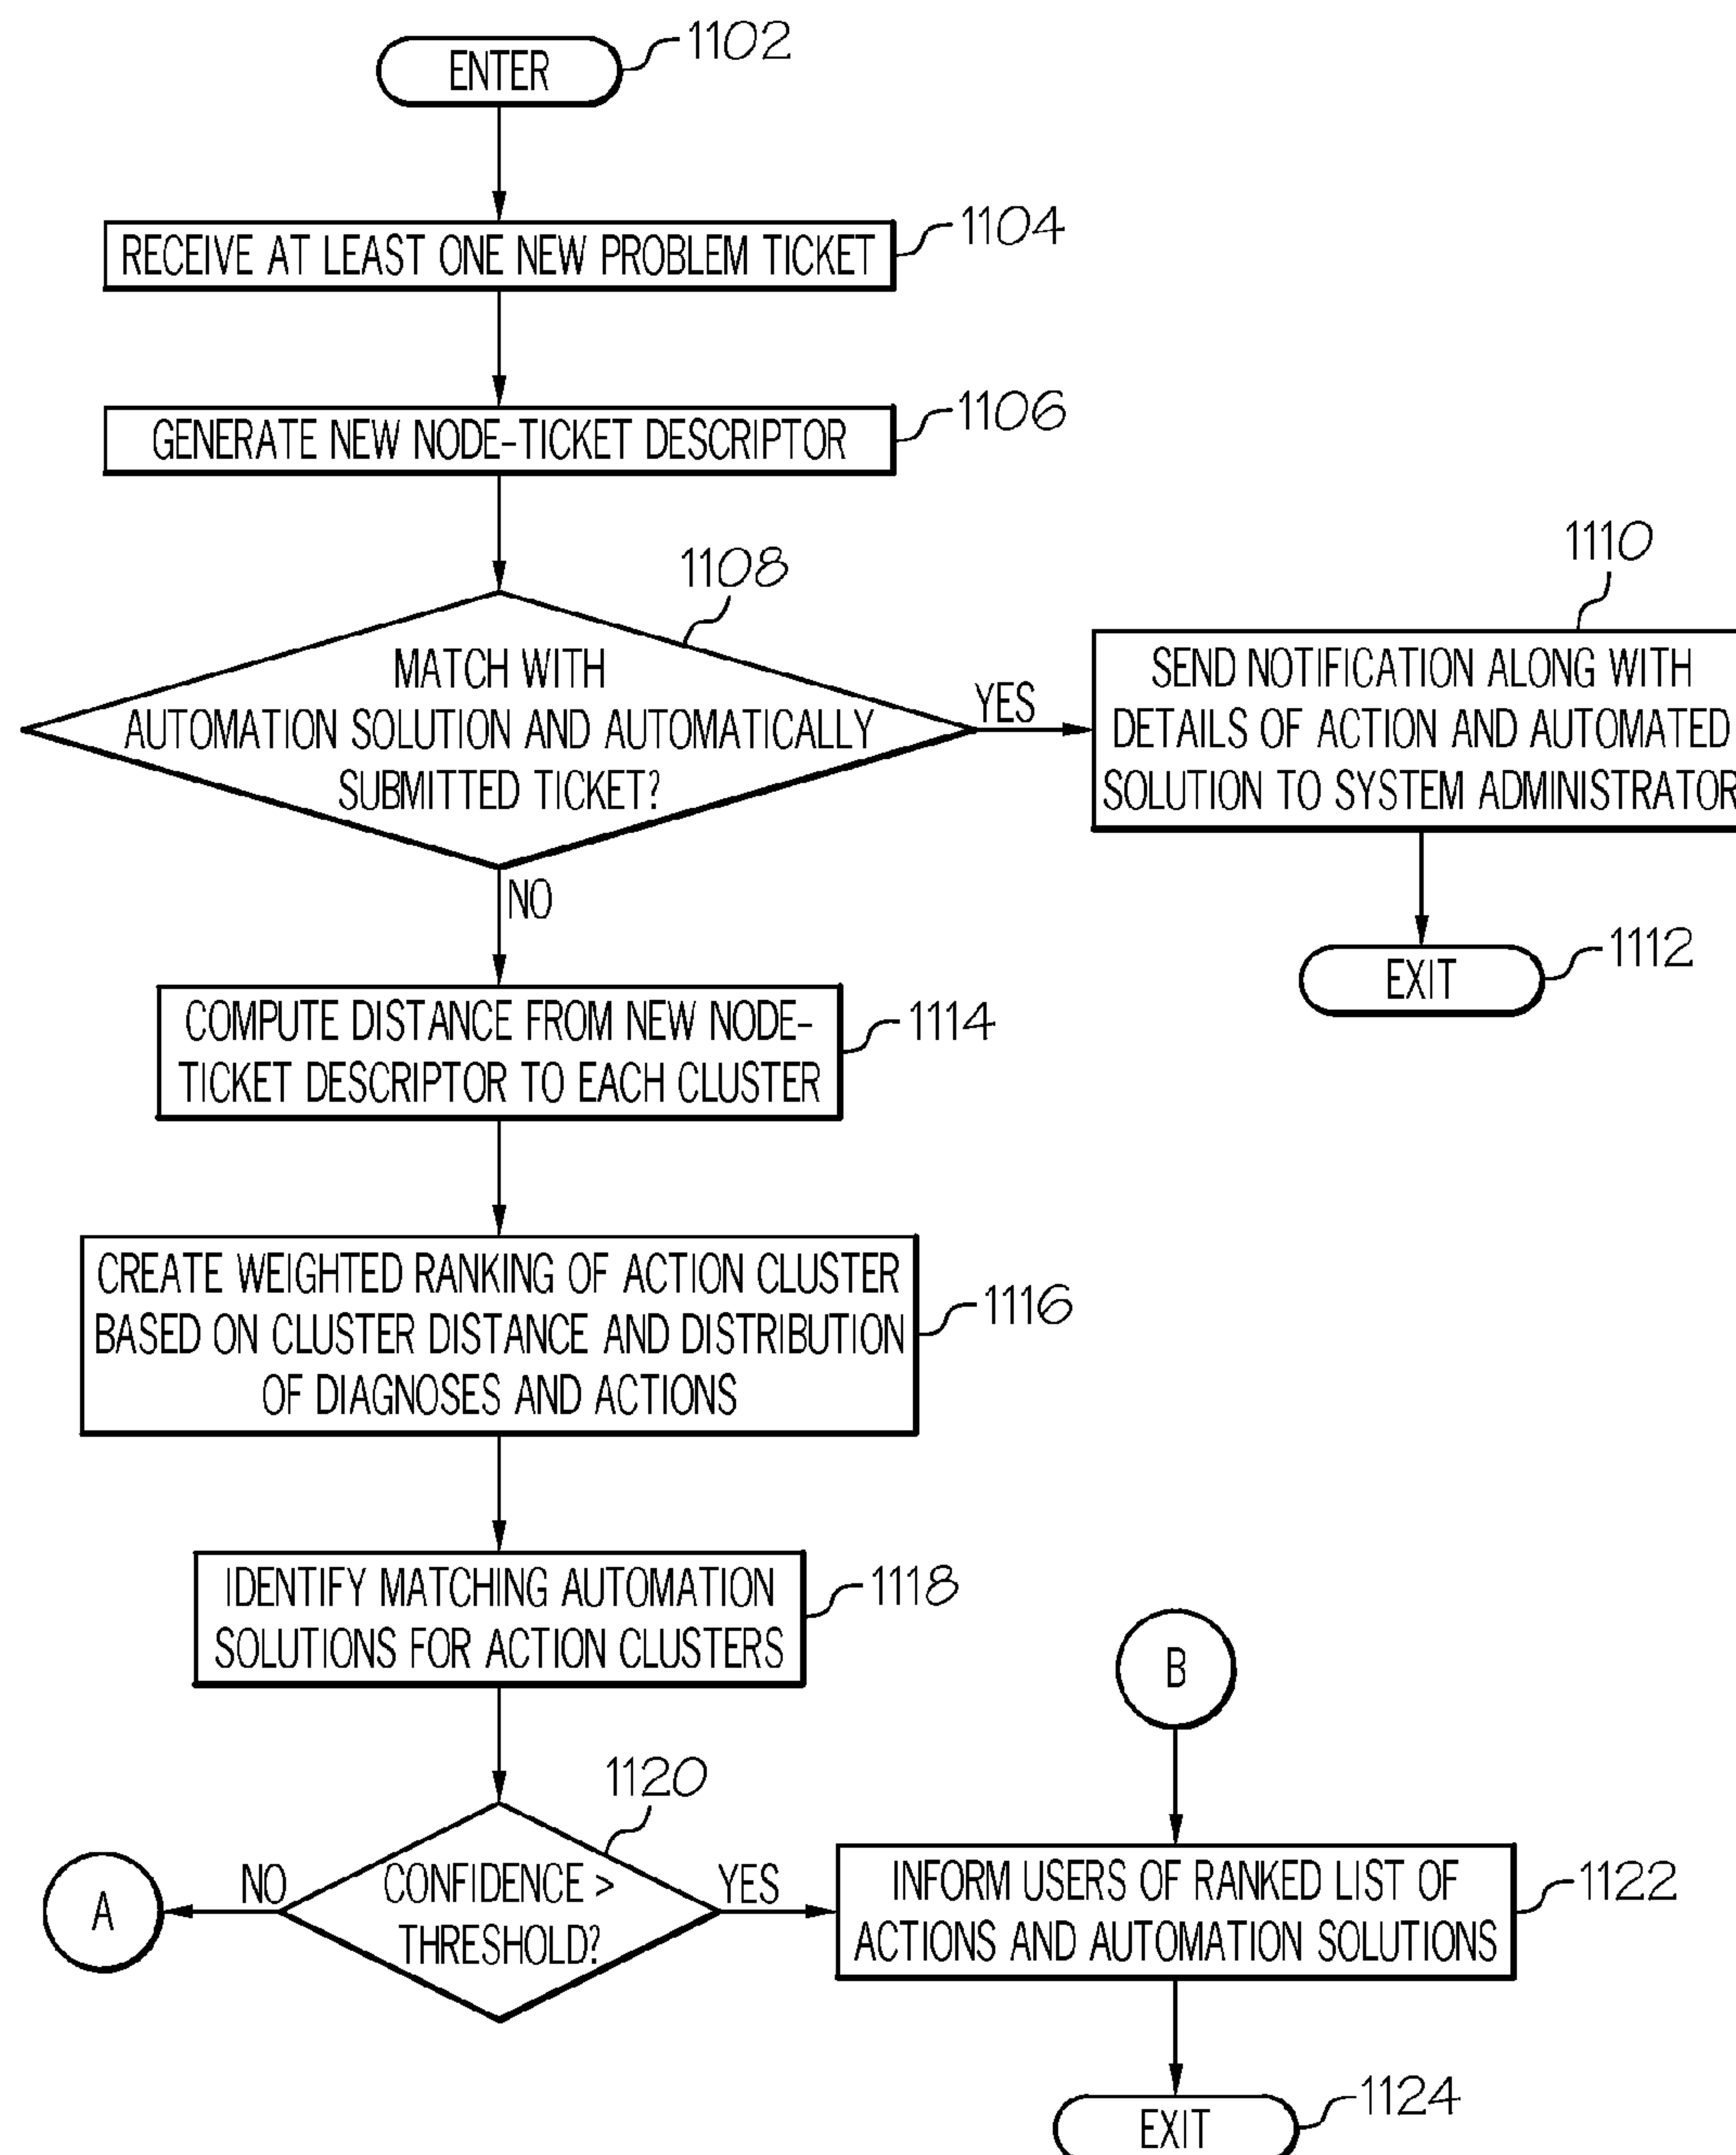 ENTER
1102
RECEIVE AT LEAST ONE NEW PROBLEM TICKET
1104
GENERATE NEW NODE-TICKET DESCRIPTOR
1106
1108
MATCH WITH
AUTOMATION SOLUTION AND AUTOMATICALLY
SUBMITTED TICKET?
YES
1110
SEND NOTIFICATION ALONG WITH
DETAILS OF ACTION AND AUTOMATED
SOLUTION TO SYSTEM ADMINISTRATOR
NO
EXIT
1112
COMPUTE DISTANCE FROM NEW NODE-
TICKET DESCRIPTOR TO EACH CLUSTER
1114
CREATE WEIGHTED RANKING OF ACTION CLUSTER
BASED ON CLUSTER DISTANCE AND DISTRIBUTION
OF DIAGNOSES AND ACTIONS
1116
IDENTIFY MATCHING AUTOMATION
SOLUTIONS FOR ACTION CLUSTERS
1118
B
1120
A
NO
CONFIDENCE >
THRESHOLD?
YES
INFORM USERS OF RANKED LIST OF
ACTIONS AND AUTOMATION SOLUTIONS
1122
EXIT
1124